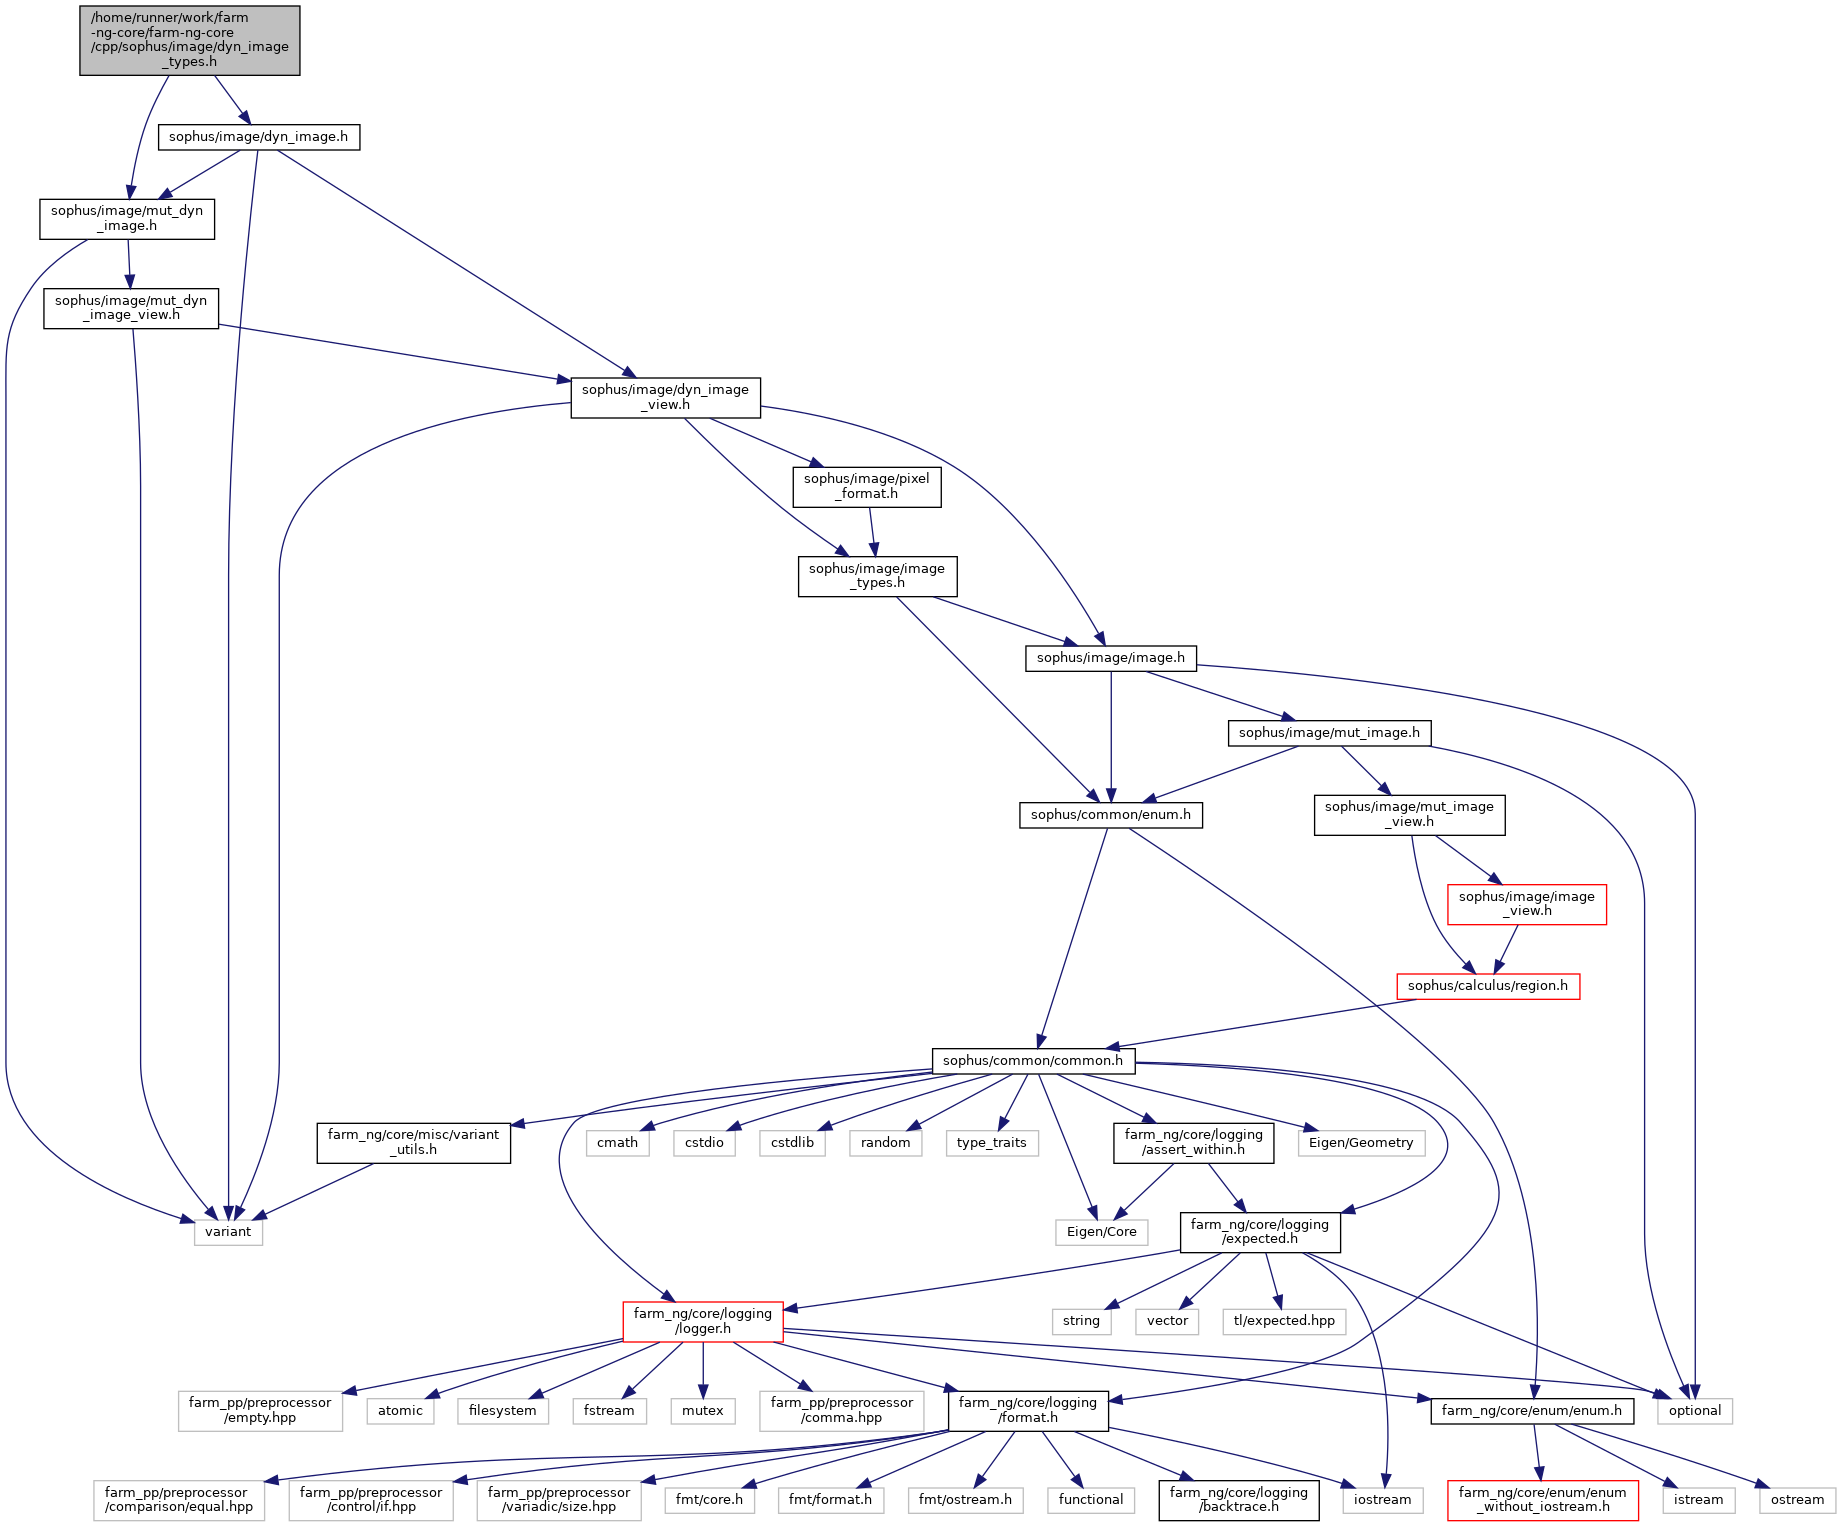 /home/runner/work/farm
-ng-core/farm-ng-core
/cpp/sophus/image/dyn_image
_types.h
sophus/image/dyn_image.h
sophus/image/mut_dyn
_image.h
sophus/image/mut_dyn
_image_view.h
sophus/image/dyn_image
_view.h
sophus/image/pixel
_format.h
sophus/image/image
_types.h
sophus/image/image.h
sophus/image/mut_image.h
sophus/image/mut_image
_view.h
sophus/common/enum.h
sophus/image/image
_view.h
sophus/calculus/region.h
sophus/common/common.h
farm_ng/core/misc/variant
_utils.h
cmath
cstdio
cstdlib
random
type_traits
farm_ng/core/logging
/assert_within.h
Eigen/Geometry
variant
Eigen/Core
farm_ng/core/logging
/expected.h
farm_ng/core/logging
/logger.h
string
vector
tl/expected.hpp
farm_pp/preprocessor
/empty.hpp
atomic
filesystem
fstream
mutex
farm_pp/preprocessor
/comma.hpp
farm_ng/core/logging
/format.h
farm_ng/core/enum/enum.h
optional
farm_pp/preprocessor
/comparison/equal.hpp
farm_pp/preprocessor
/control/if.hpp
farm_pp/preprocessor
/variadic/size.hpp
fmt/core.h
fmt/format.h
fmt/ostream.h
functional
farm_ng/core/logging
/backtrace.h
iostream
farm_ng/core/enum/enum
_without_iostream.h
istream
ostream